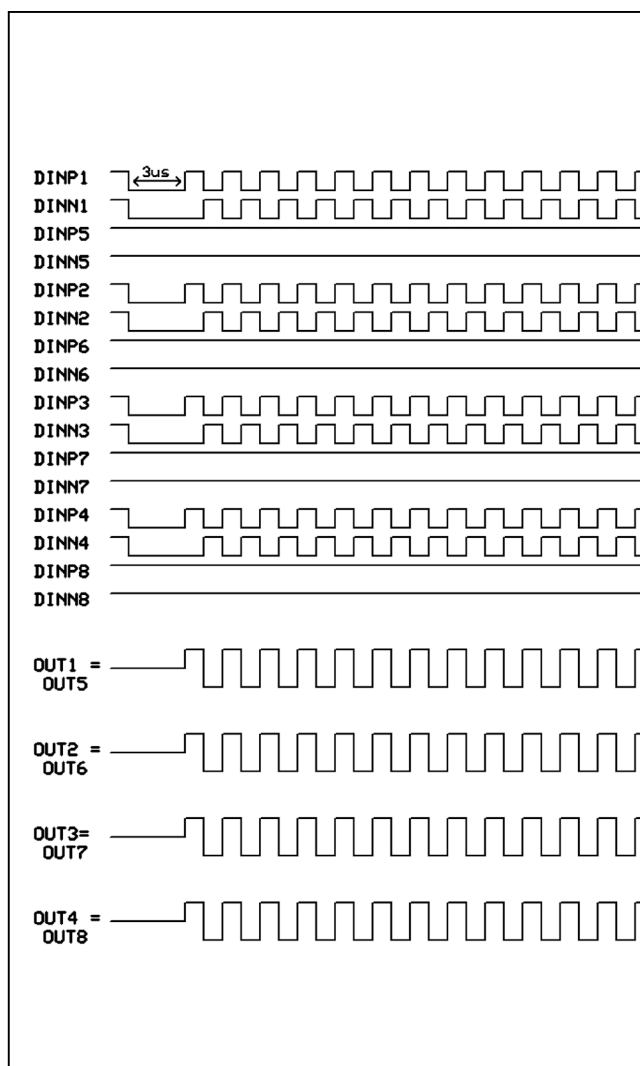 3us
DINP1
DINN1
DINP5
DINN5
DINP2
DINN2
DINP6
DINN6
DINP3
DINN3
DINP7
DINN7
DINP4
DINN4
DINP8
DINN8
OUT1 =
OUT5
OUT2 =
OUT6
OUT3=
OUT7
OUT4 =
OUT8